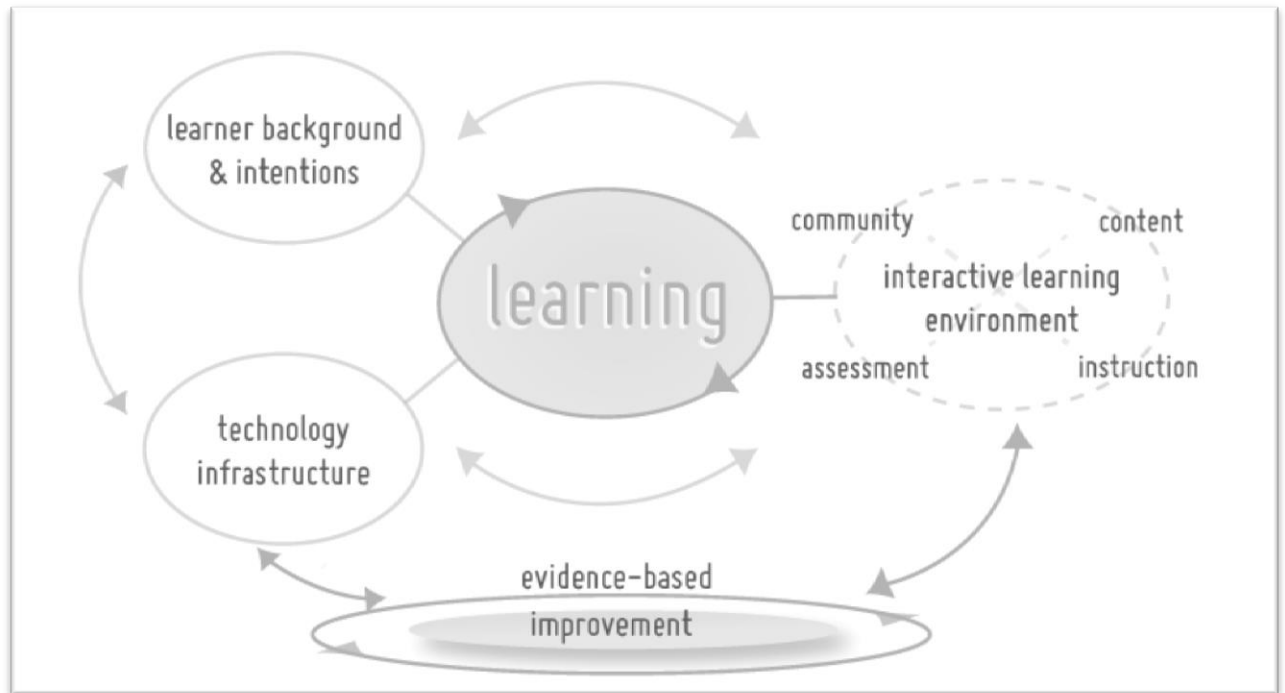 learner background
& intentions
learning
community
content
interactive learning
environment
assessment
instruction
technology
infrastructure
evidence-based
improvement